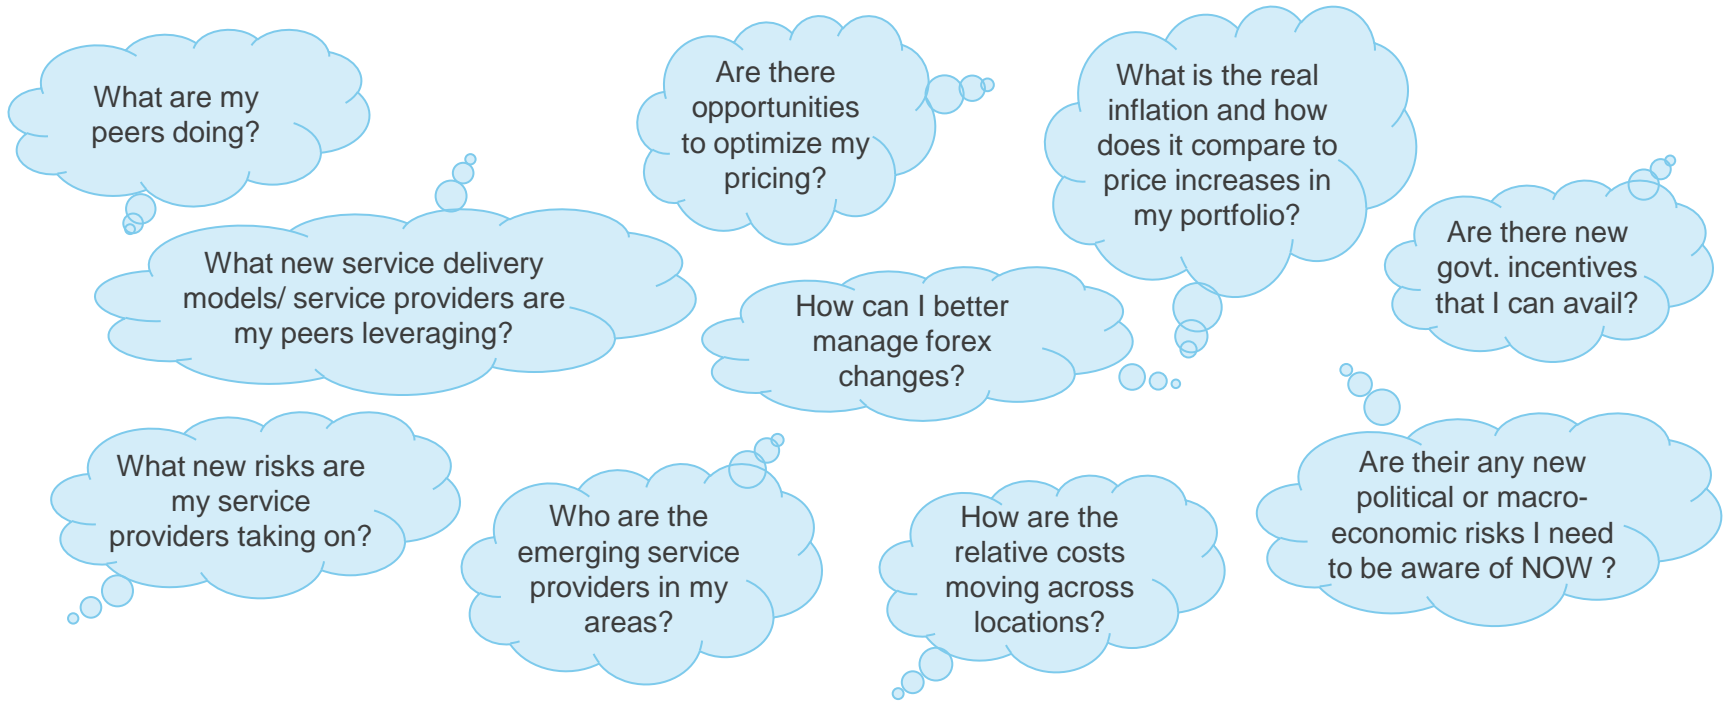 What are my
peers doing?
Are there
opportunities
to optimize my
pricing?
What is the real
inflation and how
does it compare to
price increases in
my portfolio?
What new service delivery
models/ service providers are
my peers leveraging?
How can I better
manage forex
changes?
Are there new
govt. incentives
that I can avail?
What new risks are
my service
providers taking on?
Who are the
emerging service
providers in my
areas?
How are the
relative costs
moving across
locations?
Are their any new
political or macro-
economic risks I need
to be aware of NOW ?